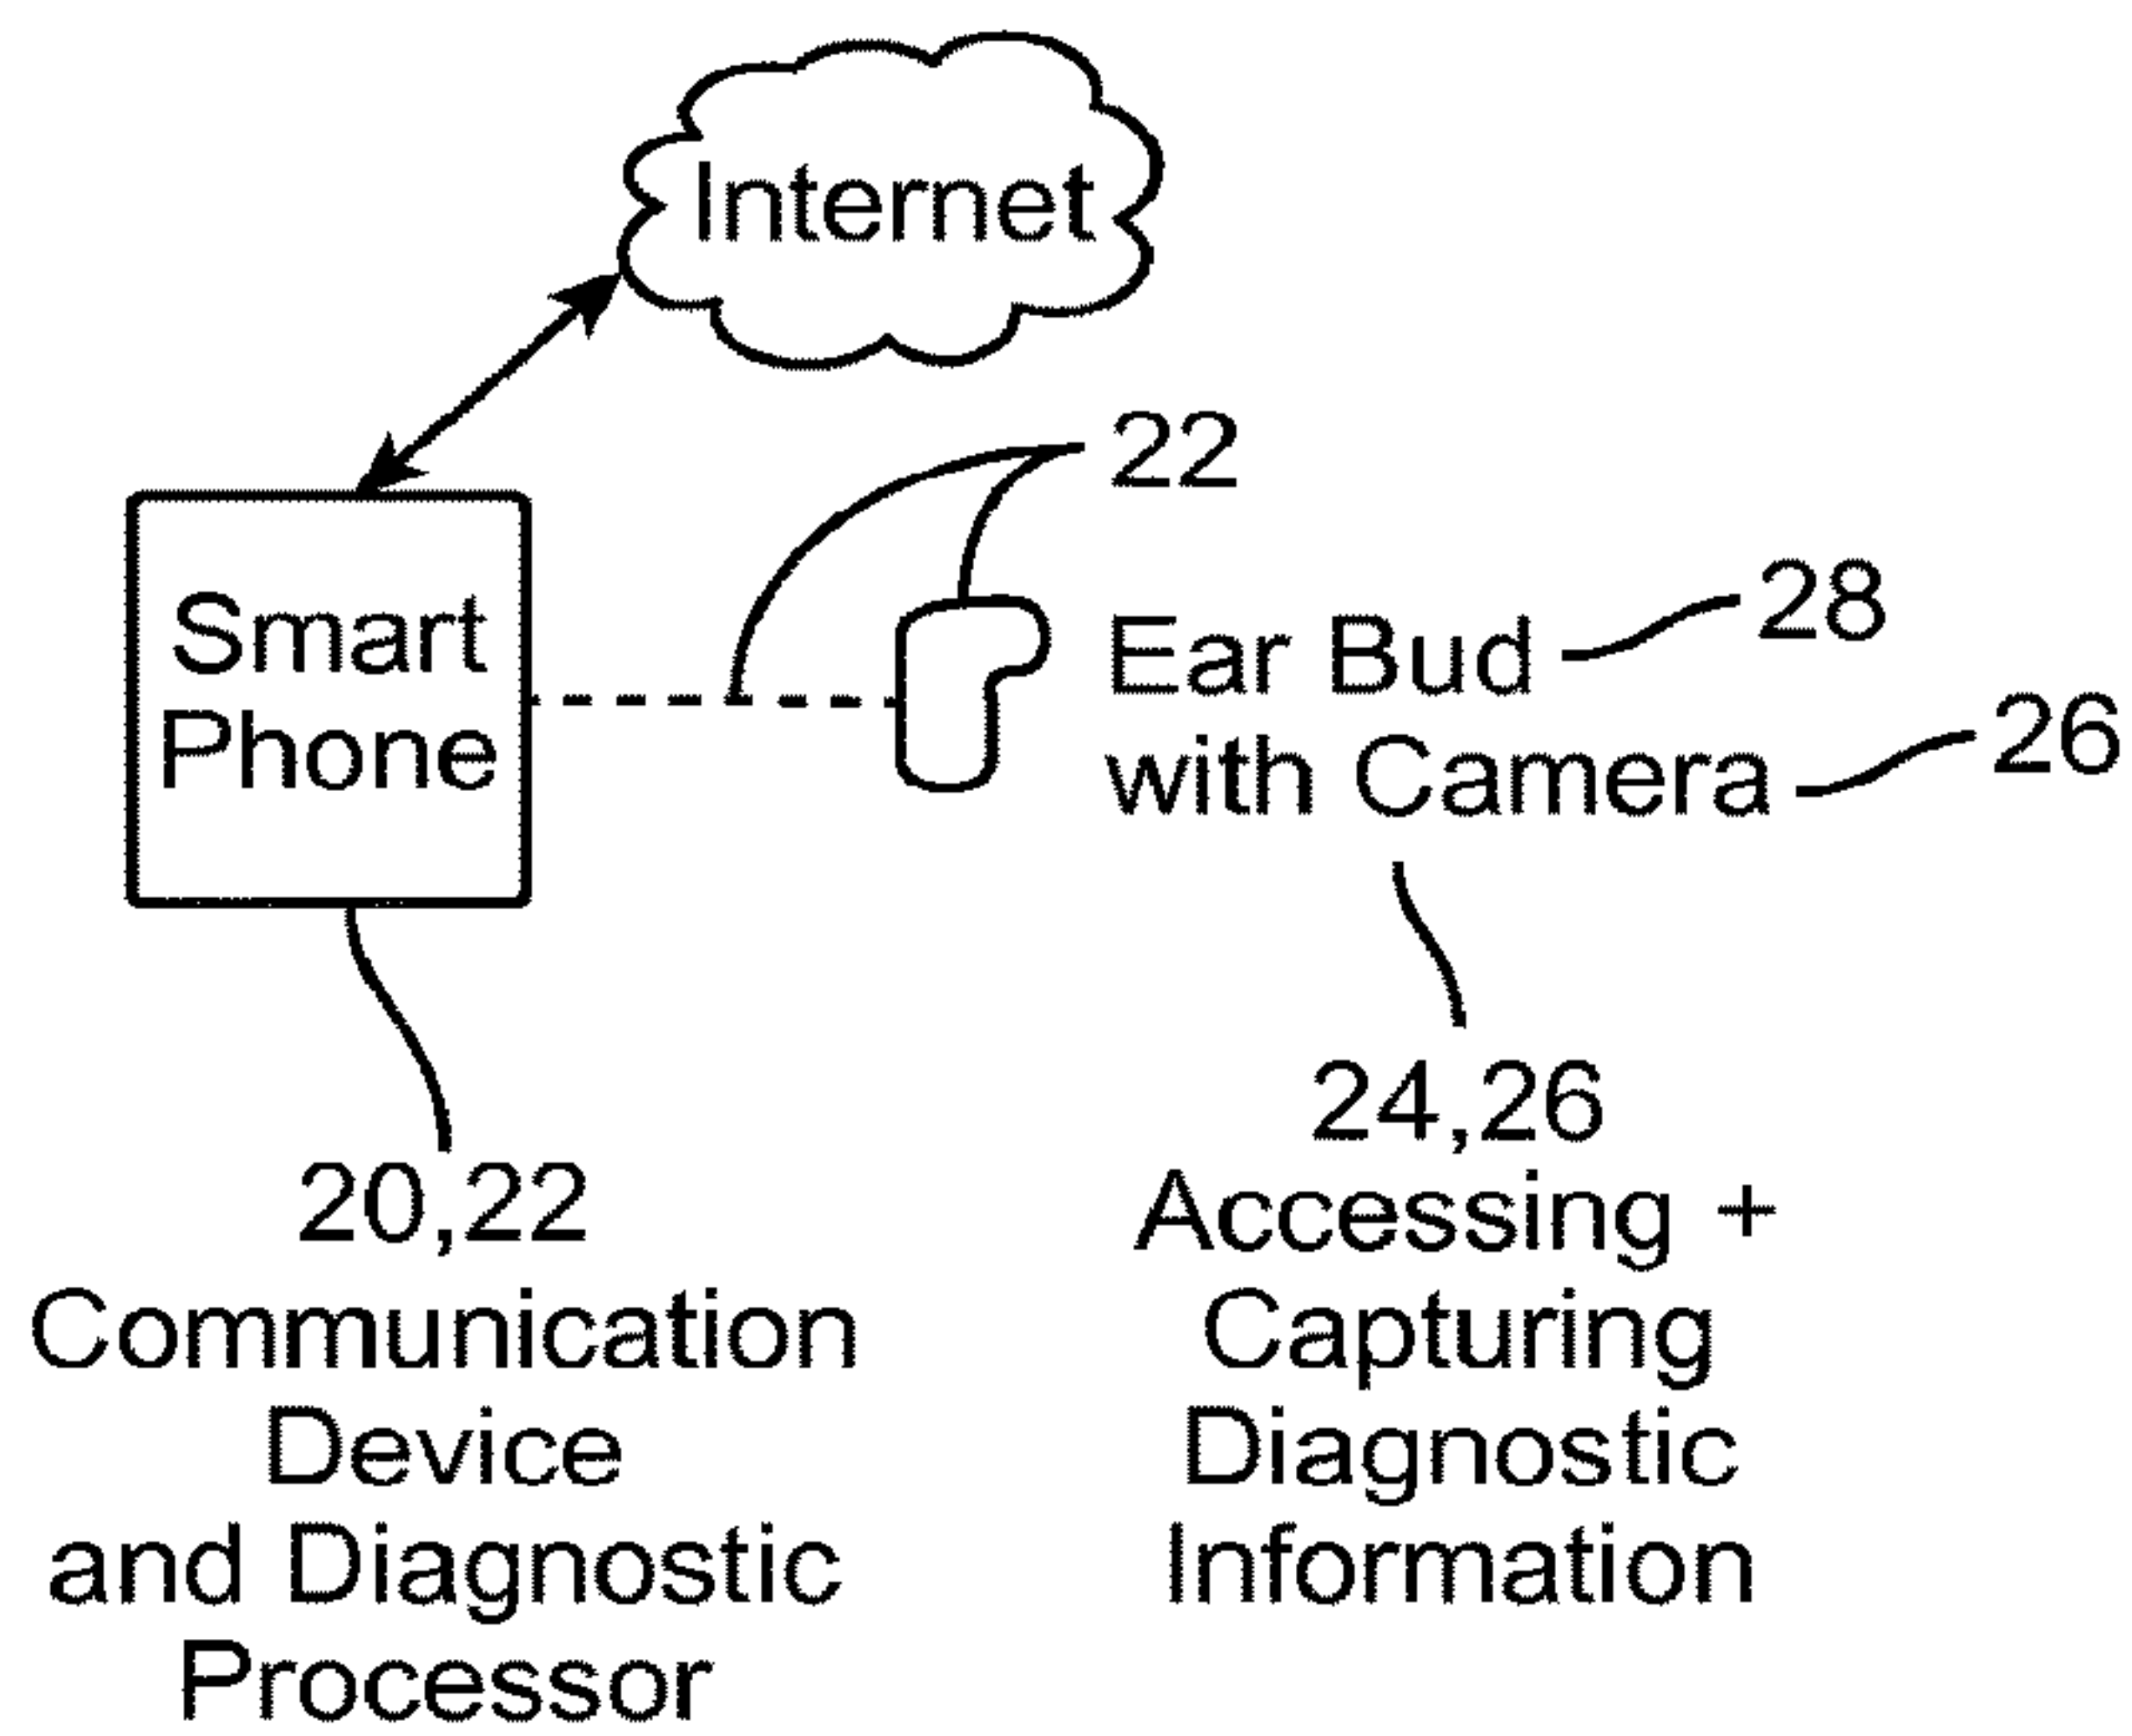 Internet
22
Smart
Phone
Ear Bud 28
with Camera 26
20,22
Communication
Device
and Diagnostic
Processor
24,26
Accessing +
Capturing
Diagnostic
Information